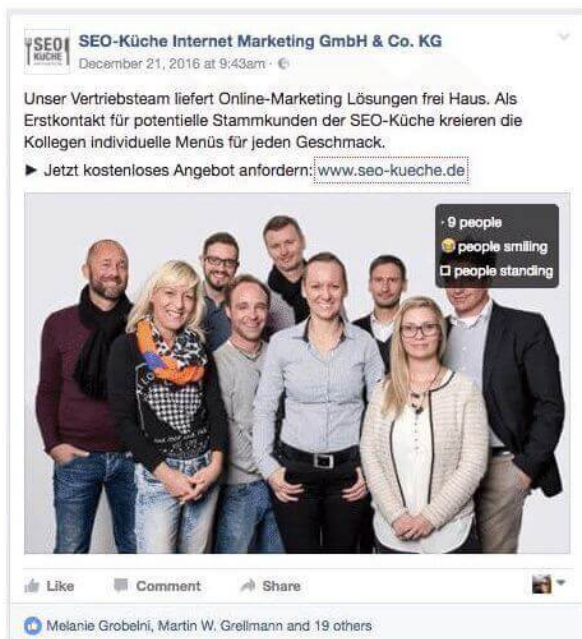 SEO
KÜCHE
SEO-Küche Internet Marketing GmbH & Co. KG
December 21, 2016 at 9:43am ·
Unser Vertriebsteam liefert Online-Marketing Lösungen frei Haus. Als
Erstkontakt für potentielle Stammkunden der SEO-Küche kreieren die
Kollegen individuelle Menüs für jeden Geschmack.
► Jetzt kostenloses Angebot anfordern: www.seo-kueche.de
· 9 people
😂 people smiling
□ people standing
Like Comment Share
Melanie Grobelni, Martin W. Grellmann and 19 others